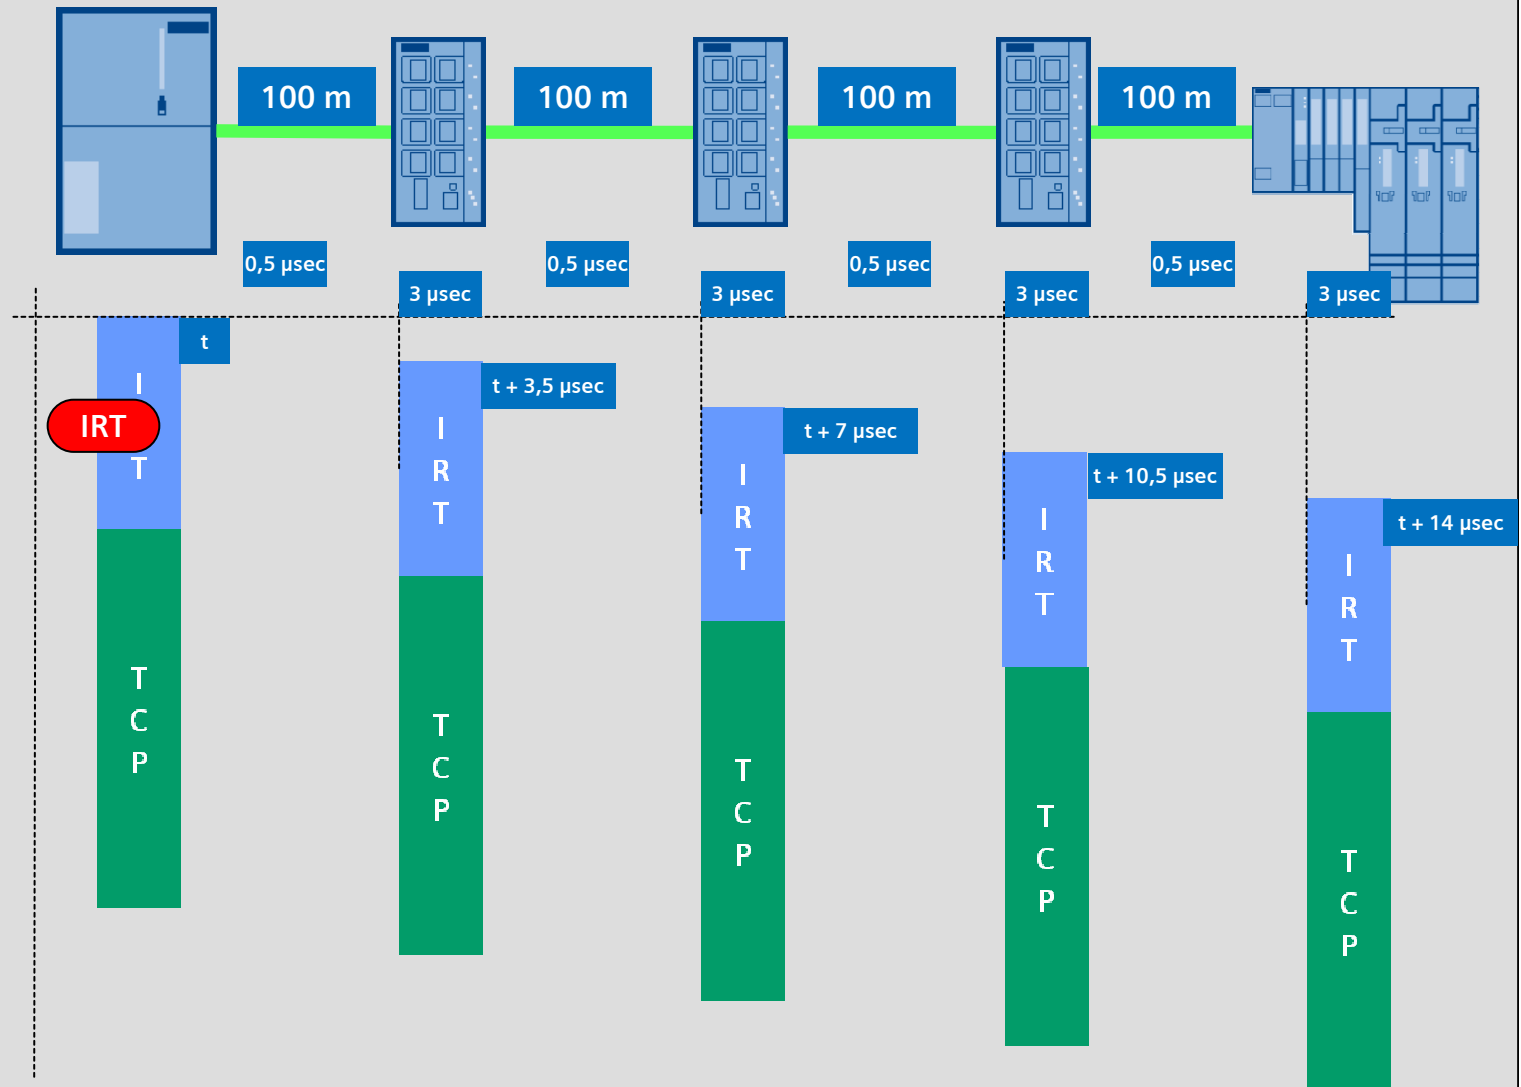 100 m
100 m
100 m
100 m
0,5 µsec
0,5 µsec
0,5 µsec
0,5 µsec
3 µsec
3 µsec
3 µsec
3 µsec
t
t + 3,5 µsec
t + 7 µsec
t + 10,5 µsec
t + 14 µsec
IRT
I
T
T
C
P
I
R
T
T
C
P
I
R
T
T
C
P
I
R
T
T
C
P
I
R
T
T
C
P